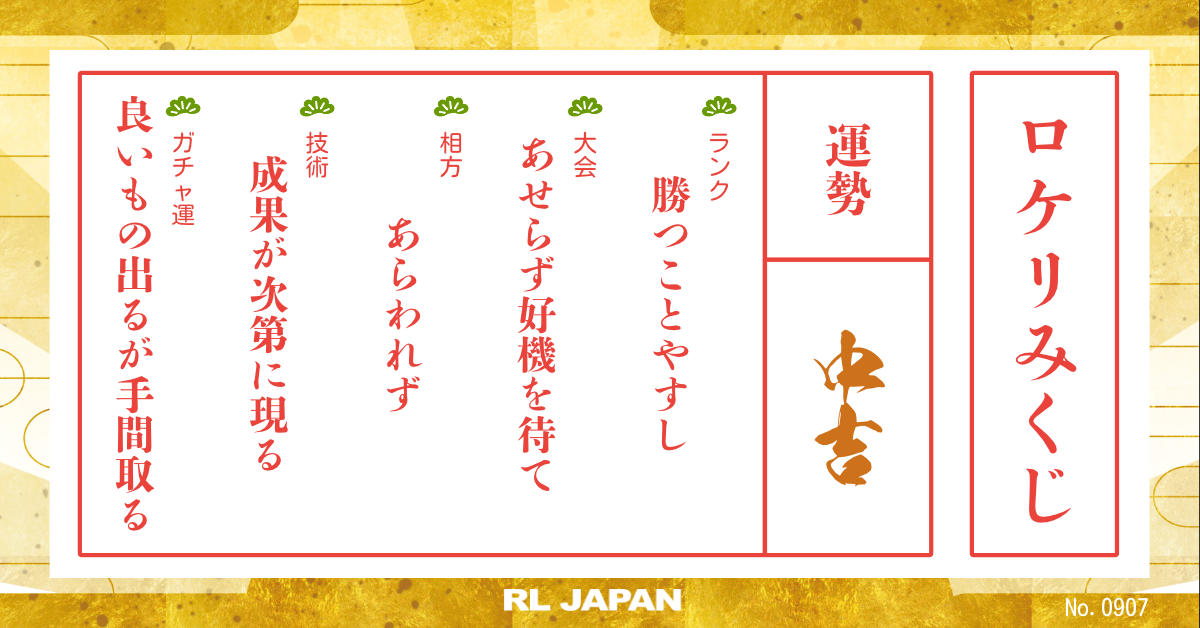 ロケリみくじ
運勢
中吉
ランク
勝つことやすし
大会
あせらず好機を待て
相方
あらわれず
技術
成果が次第に現る
ガチャ運
良いもの出るが手間取る
RL JAPAN
No. 0907